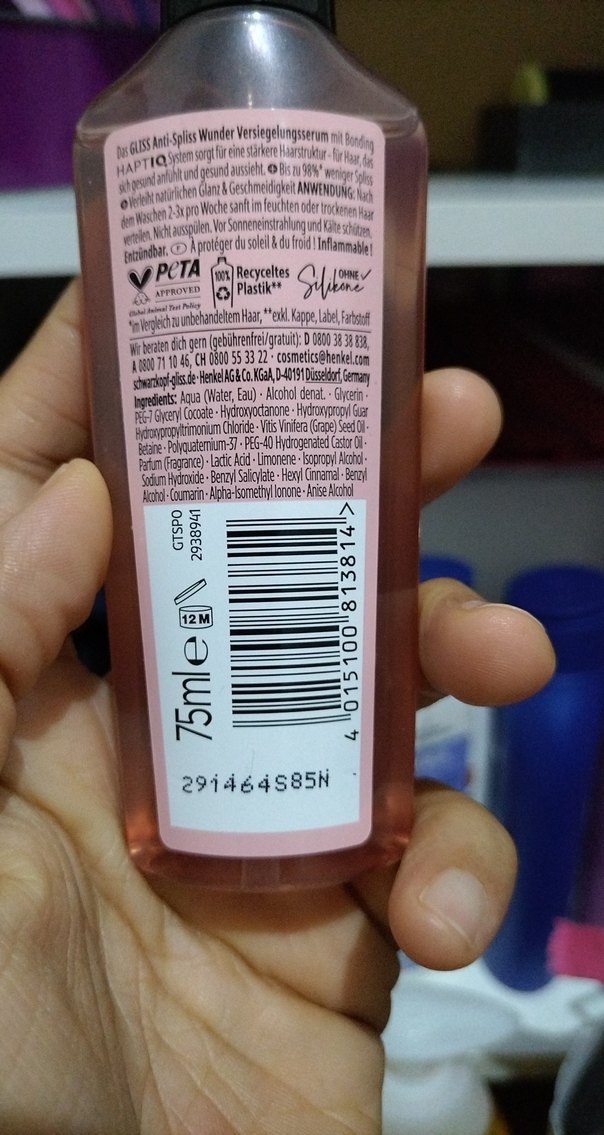 Das GLISS Anti-Spliss Wunder Versiegelungsserum mit Bonding
HAPTIQ System sorgt für eine stärkere Haarstruktur - für Haar, das
sich gesund anfühlt und gesund aussieht. Bis zu 98%* weniger Spliss
Verleiht natürlichen Glanz & Geschmeidigkeit ANWENDUNG: Nach
dem Waschen 2-3x pro Woche sanft im feuchten oder trockenen Haar
verteilen. Nicht ausspülen. Vor Sonneneinstrahlung und Kälte schützen.
Entzündbar. F À protéger du soleil & du froid ! Inflammable !
PETA
APPROVED
Global Animal Test Policy
100%
Recyceltes
Plastik**
OHNE
Silikone
*im Vergleich zu unbehandeltem Haar, **exkl. Kappe, Label, Farbstoff
Wir beraten dich gern (gebührenfrei/gratuit): D 0800 38 38 838,
A 0800 71 10 46, CH 0800 55 33 22 · cosmetics@henkel.com
schwarzkopf-gliss.de · Henkel AG & Co. KGaA, D-40191 Düsseldorf, Germany
Ingredients: Aqua (Water, Eau) · Alcohol denat. · Glycerin ·
PEG-7 Glyceryl Cocoate · Hydroxyoctanone · Hydroxypropyl Guar
Hydroxypropyltrimonium Chloride · Vitis Vinifera (Grape) Seed Oil ·
Betaine · Polyquaternium-37 · PEG-40 Hydrogenated Castor Oil ·
Parfum (Fragrance) · Lactic Acid · Limonene · Isopropyl Alcohol ·
Sodium Hydroxide · Benzyl Salicylate · Hexyl Cinnamal · Benzyl
Alcohol · Coumarin · Alpha-Isomethyl Ionone · Anise Alcohol
GTSPO
2938941
12 M
75ml e
4 015100 813814 >
291464S85N